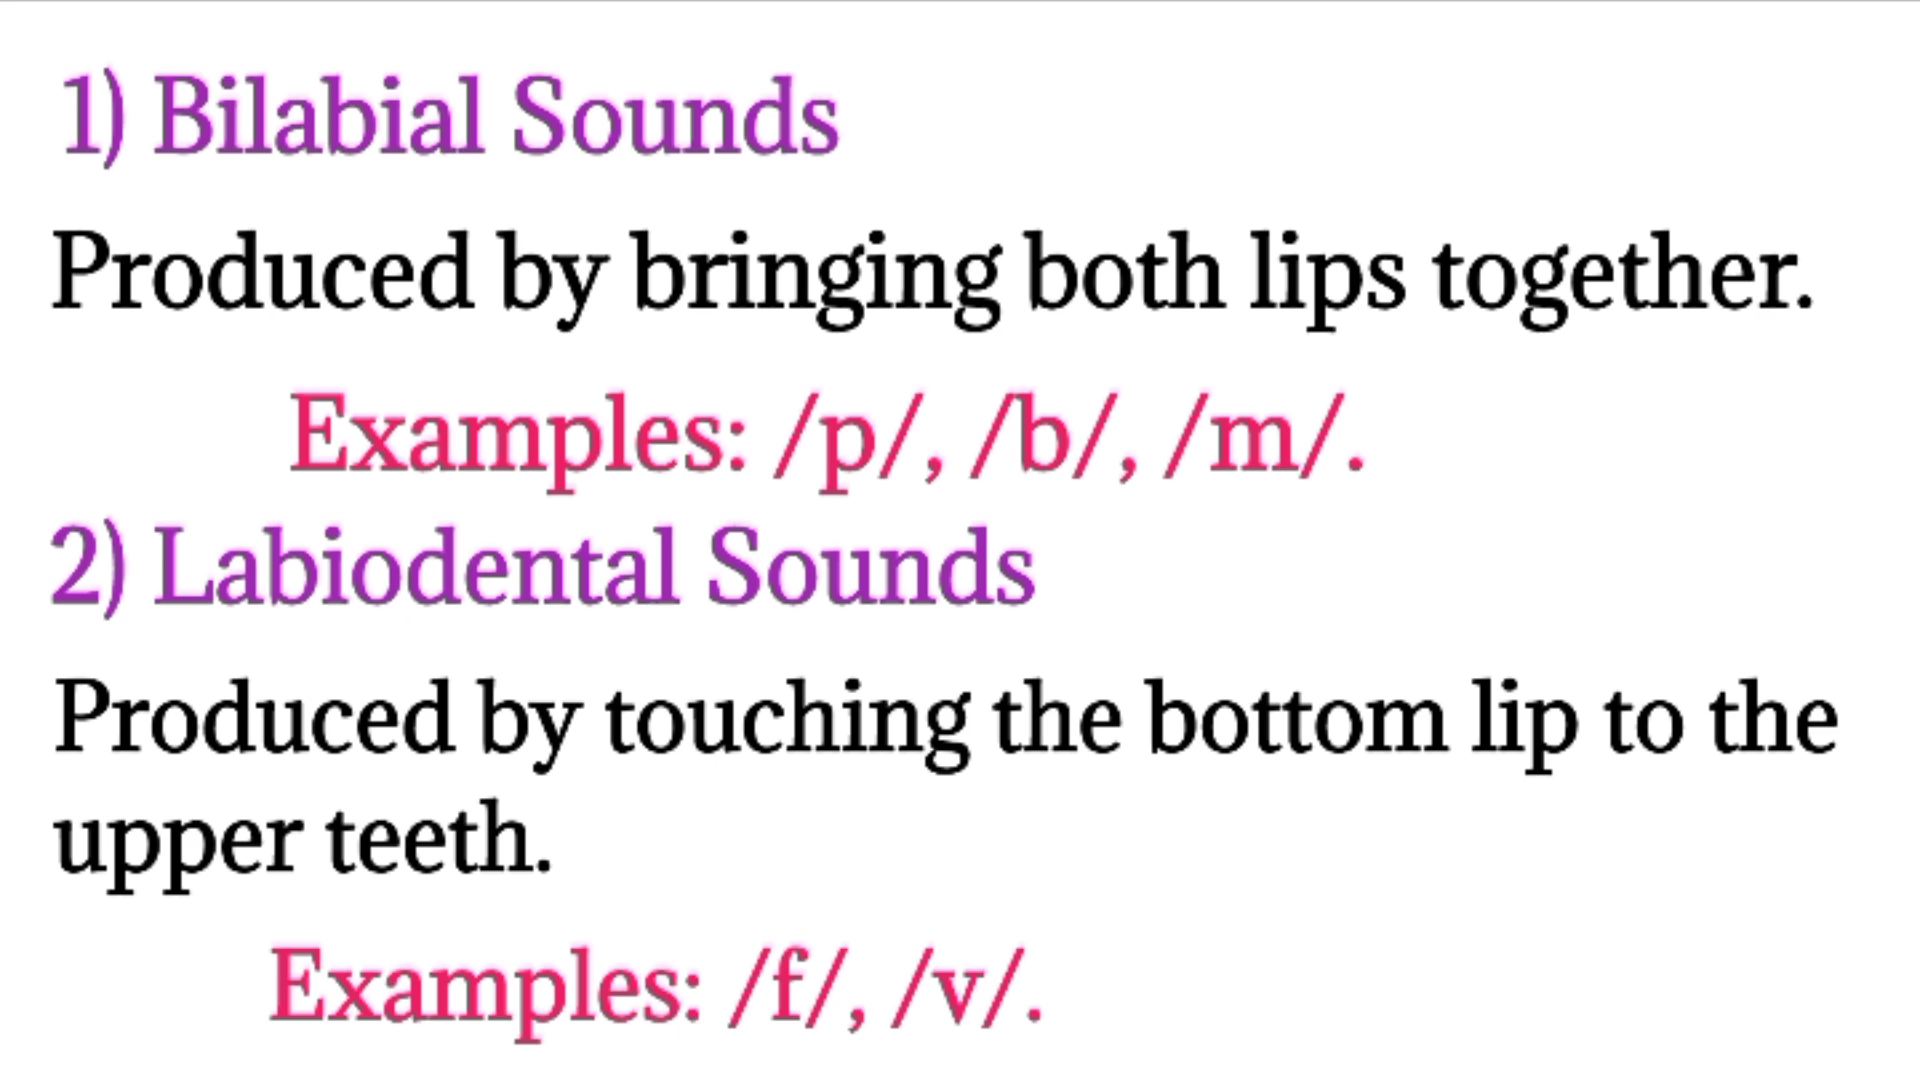 1) Bilabial Sounds
Produced by bringing both lips together.
Examples: /p/, /b/, /m/.
2) Labiodental Sounds
Produced by touching the bottom lip to the
upper teeth.
Examples: /f/, /v/.